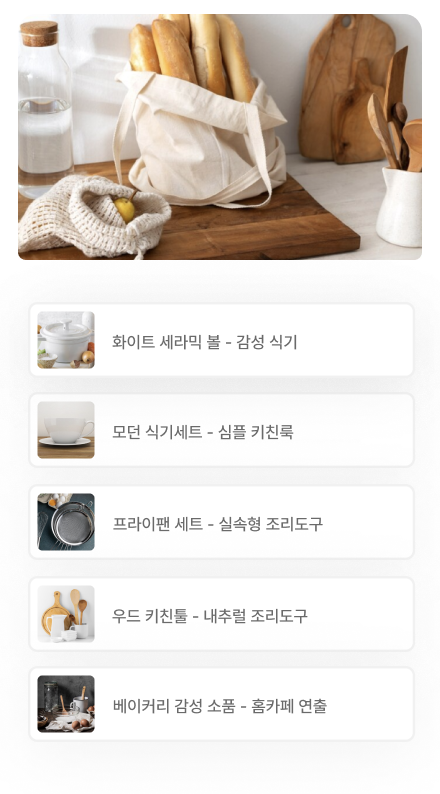 화이트 세라믹 볼 - 감성 식기
모던 식기세트 - 심플 키친룩
프라이팬 세트 - 실속형 조리도구
우드 키친툴 - 내추럴 조리도구
베이커리 감성 소품 - 홈카페 연출